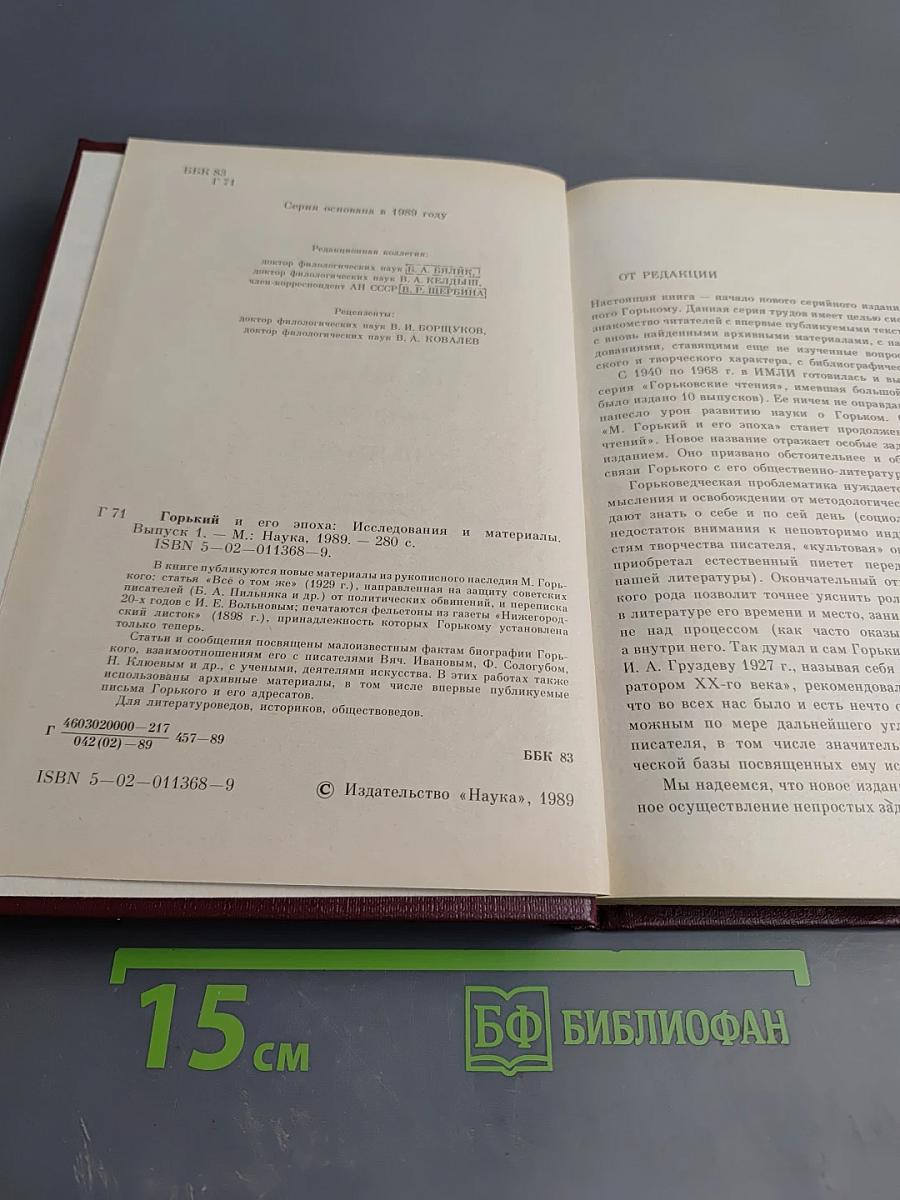 ББК 83
Г 71
Серия основана в 1989 году
Редакционная коллегия:
доктор филологических наук Б. А. БЯЛИК,
доктор филологических наук В. А. КЕЛДЫШ,
член-корреспондент АН СССР В. Р. ЩЕРБИНА
Рецензенты:
доктор филологических наук В. И. БОРЩУКОВ,
доктор филологических наук В. А. КОВАЛЕВ
Г 71 Горький и его эпоха: Исследования и материалы.
Выпуск 1. — М.: Наука, 1989. — 280 с.
ISBN 5—02—011368—9.
В книге публикуются новые материалы из рукописного наследия М. Горь-
кого: статья «Всё о том же» (1929 г.), направленная на защиту советских
писателей (Б. А. Пильняка и др.) от политических обвинений, и переписка
20-х годов с И. Е. Вольновым; печатаются фельетоны из газеты «Нижегород-
ский листок» (1898 г.), принадлежность которых Горькому установлена
только теперь.
Статьи и сообщения посвящены малоизвестным фактам биографии Горь-
кого, взаимоотношениям его с писателями Вяч. Ивановым, Ф. Сологубом,
Н. Клюевым и др., с учеными, деятелями искусства. В этих работах также
использованы архивные материалы, в том числе впервые публикуемые
письма Горького и его адресатов.
Для литературоведов, историков, обществоведов.
Г 4603020000—217
042(02)—89 457—89
ББК 83
ISBN 5—02—011368—9
© Издательство «Наука», 1989
ОТ РЕДАКЦИИ
Настоящая книга — начало нового серийного издани
ного Горькому. Данная серия трудов имеет целью сис
знакомство читателей с впервые публикуемыми текст
с вновь найденными архивными материалами, с на
дованиями, ставящими еще не изученные вопрос
ского и творческого характера, с библиографичес
С 1940 по 1968 г. в ИМЛИ готовилась и вы
серия «Горьковские чтения», имевшая большой
было издано 10 выпусков). Ее ничем не оправдан
нанесло урон развитию науки о Горьком.
«М. Горький и его эпоха» станет продолжен
чтений». Новое название отражает особые зад
изданием. Оно призвано обстоятельнее и об
связи Горького с его общественно-литератур
Горьковедческая проблематика нуждаетс
мысления и освобождении от методологическ
дают знать о себе и по сей день (социол
недостаток внимания к неповторимо инди
стям творчества писателя, «культовая» оц
приобретал естественный пиетет перед
нашей литературы). Окончательный отк
кого рода позволит точнее уяснить рол
в литературе его времени и место, зани
не над процессом (как часто оказы
а внутри него. Так думал и сам Горьки
И. А. Груздеву 1927 г., называя себя
ратором XX-го века», рекомендовал
что во всех нас было и есть нечто о
можным по мере дальнейшего угл
писателя, в том числе значитель
ческой базы посвященных ему ис
Мы надеемся, что новое издан
ное осуществление непростых зад
15 см
БФ БИБЛИОФАН